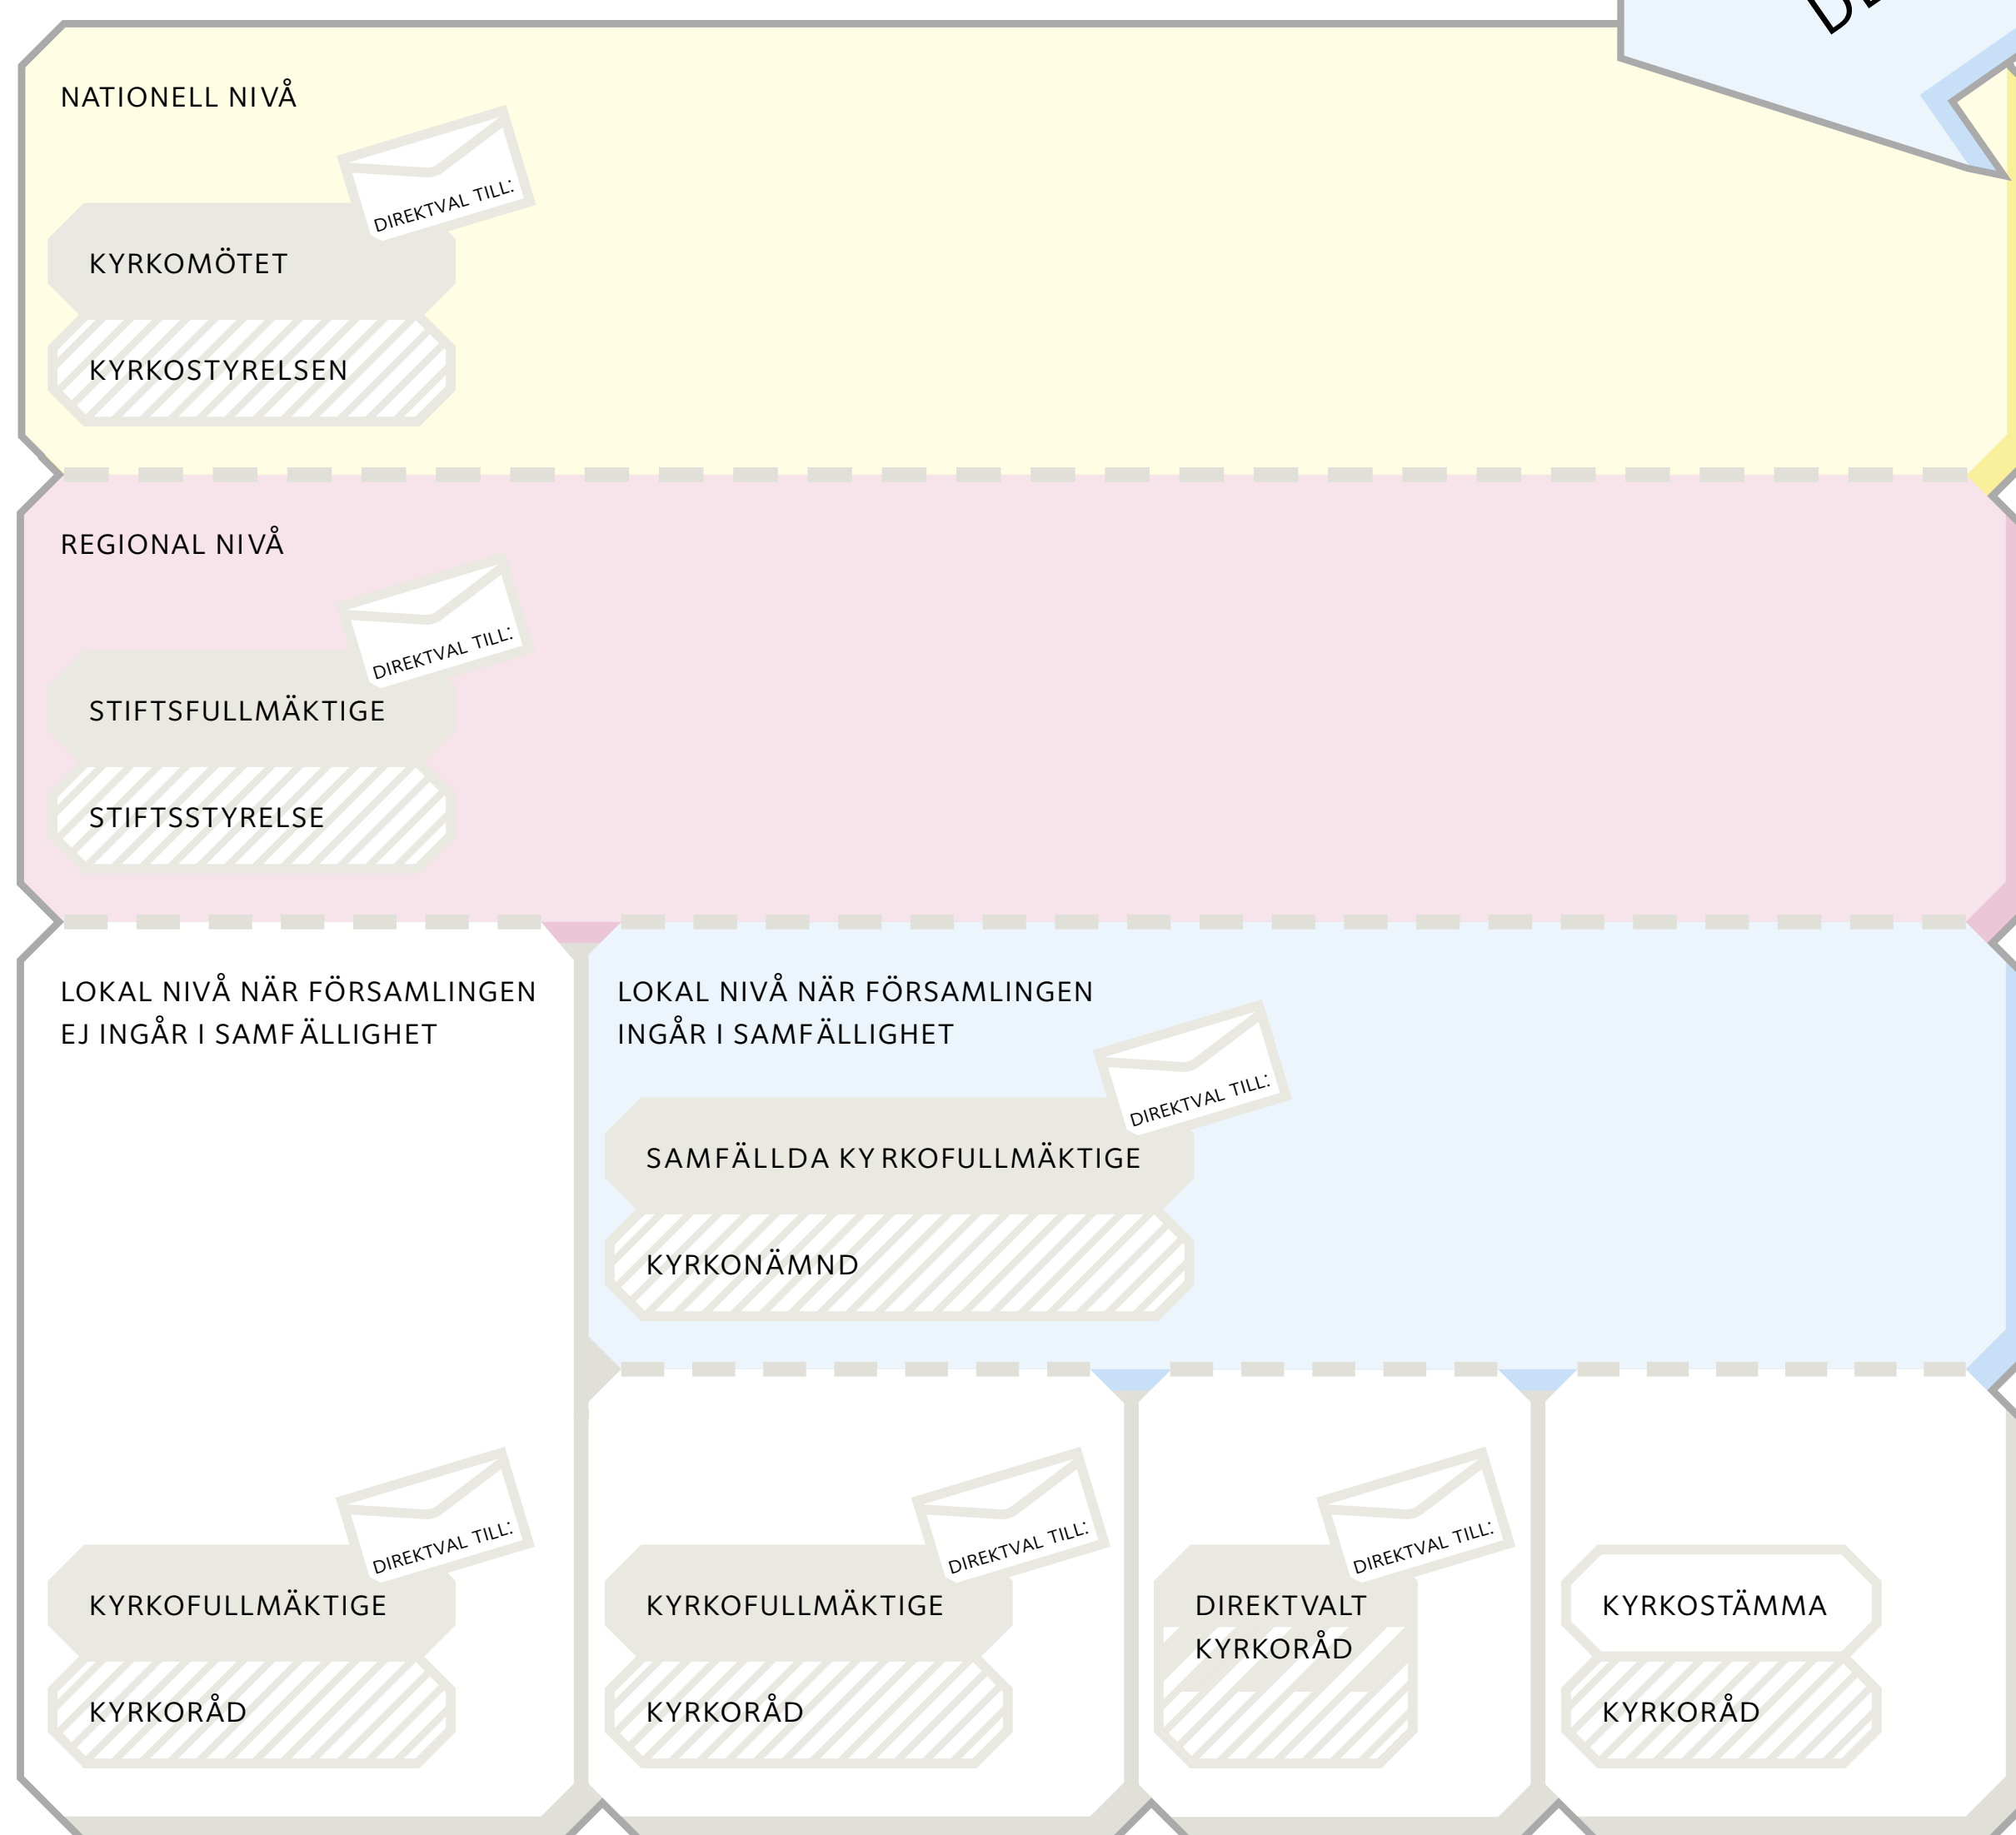 NATIONELL NIVÅ
DIREKTVAL TILL:
KYRKOMÖTET
KYRKOSTYRELSEN
REGIONAL NIVÅ
DIREKTVAL TILL:
STIFTSFULLMÄKTIGE
STIFTSSTYRELSE
LOKAL NIVÅ NÄR FÖRSAMLINGEN
EJ INGÅR I SAMFÄLLIGHET
LOKAL NIVÅ NÄR FÖRSAMLINGEN
INGÅR I SAMFÄLLIGHET
DIREKTVAL TILL:
SAMFÄLLDA KYRKOFULLMÄKTIGE
KYRKONÄMND
DIREKTVAL TILL:
KYRKOFULLMÄKTIGE
KYRKORÅD
DIREKTVAL TILL:
KYRKOFULLMÄKTIGE
KYRKORÅD
DIREKTVAL TILL:
DIREKTVALT
KYRKORÅD
KYRKOSTÄMMA
KYRKORÅD